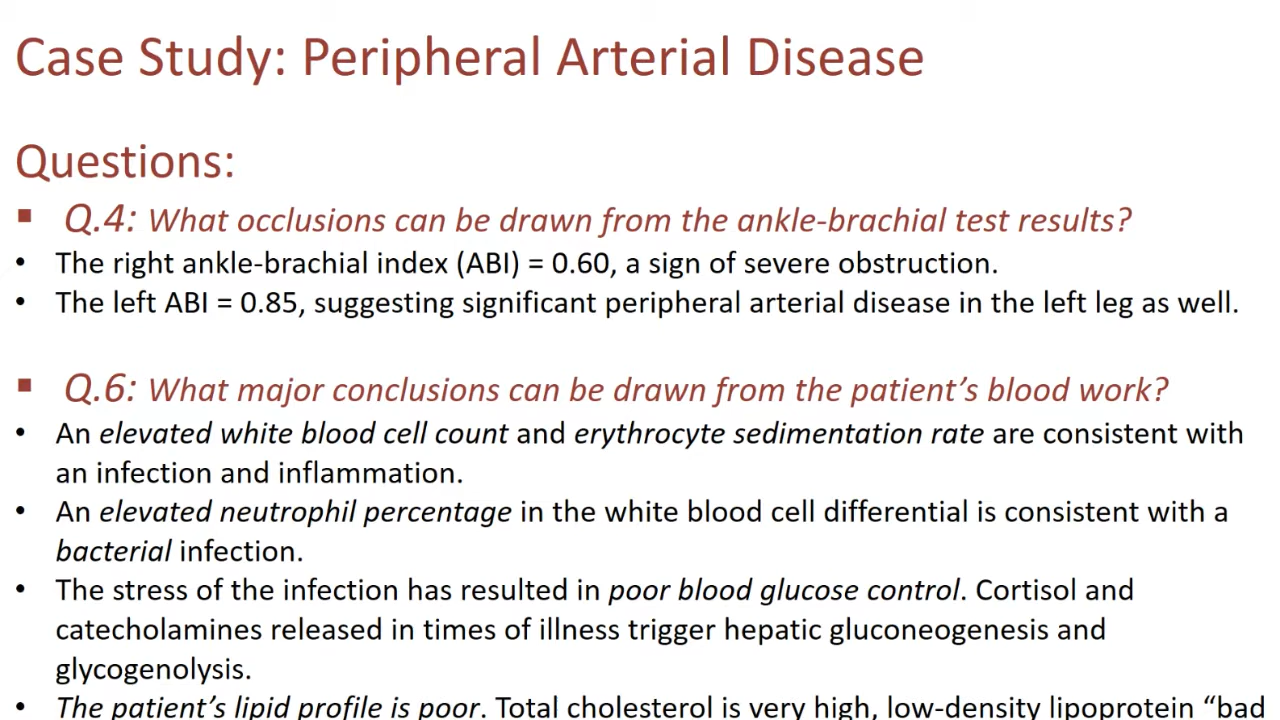 Case Study: Peripheral Arterial Disease
Questions:
▪ Q.4: What occlusions can be drawn from the ankle-brachial test results?
• The right ankle-brachial index (ABI) = 0.60, a sign of severe obstruction.
• The left ABI = 0.85, suggesting significant peripheral arterial disease in the left leg as well.
▪ Q.6: What major conclusions can be drawn from the patient’s blood work?
• An elevated white blood cell count and erythrocyte sedimentation rate are consistent with
an infection and inflammation.
• An elevated neutrophil percentage in the white blood cell differential is consistent with a
bacterial infection.
• The stress of the infection has resulted in poor blood glucose control. Cortisol and
catecholamines released in times of illness trigger hepatic gluconeogenesis and
glycogenolysis.
• The patient’s lipid profile is poor. Total cholesterol is very high, low-density lipoprotein “bad